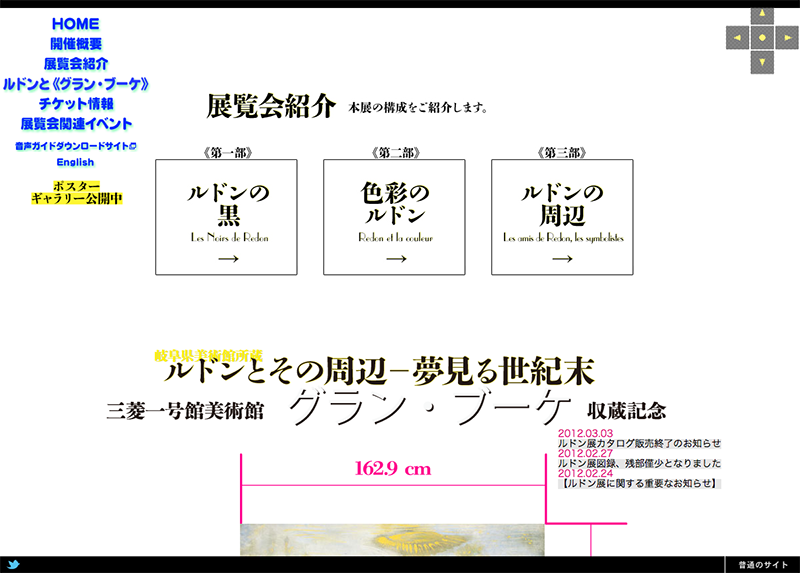 HOME
開催概要
展覧会紹介
ルドンと《グラン・ブーケ》
チケット情報
展覧会関連イベント
音声ガイドダウンロードサイト
English
ポスター
ギャラリー公開中
展覧会紹介 本展の構成をご紹介します。
《第一部》
ルドンの
黒
Les Noirs de Redon
→
《第二部》
色彩の
ルドン
Redon et la couleur
→
《第三部》
ルドンの
周辺
Les amis de Redon, les symbolistes
→
岐阜県美術館所蔵
ルドンとその周辺－夢見る世紀末
三菱一号館美術館 グラン・ブーケ 収蔵記念
2012.03.03
ルドン展カタログ販売終了のお知らせ
2012.02.27
ルドン展図録、残部僅少となりました
2012.02.24
【ルドン展に関する重要なお知らせ】
162.9 cm
普通のサイト